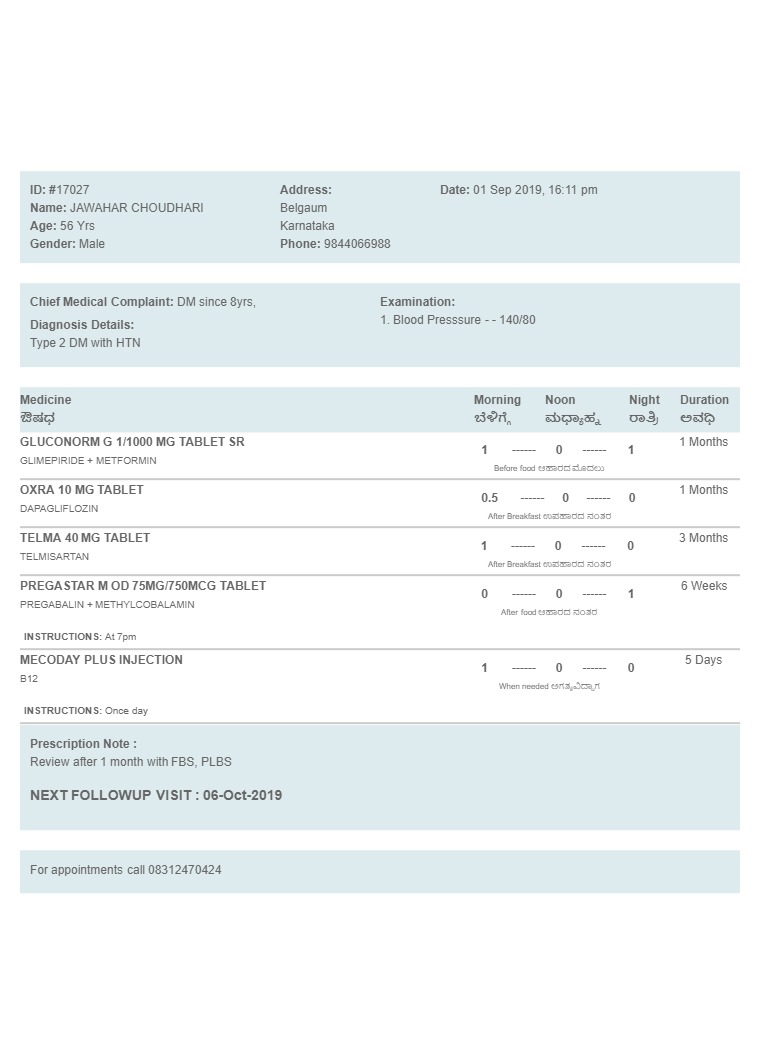 ID: #17027
Name: JAWAHAR CHOUDHARI
Age: 56 Yrs
Gender: Male
Address:
Belgaum
Karnataka
Phone: 9844066988
Date: 01 Sep 2019, 16:11 pm
Chief Medical Complaint: DM since 8yrs,
Diagnosis Details:
Type 2 DM with HTN
Examination:
1. Blood Presssure - - 140/80
Medicine Morning Noon Night Duration
ಔಷಧ ಬೆಳಿಗ್ಗೆ ಮಧ್ಯಾಹ್ನ ರಾತ್ರಿ ಅವಧಿ
GLUCONORM G 1/1000 MG TABLET SR 1 ------ 0 ------ 1 1 Months
GLIMEPIRIDE + METFORMIN
Before food ಆಹಾರದ ಮೊದಲು
OXRA 10 MG TABLET 0.5 ------ 0 ------ 0 1 Months
DAPAGLIFLOZIN
After Breakfast ಉಪಹಾರದ ನಂತರ
TELMA 40 MG TABLET 1 ------ 0 ------ 0 3 Months
TELMISARTAN
After Breakfast ಉಪಹಾರದ ನಂತರ
PREGASTAR M OD 75MG/750MCG TABLET 0 ------ 0 ------ 1 6 Weeks
PREGABALIN + METHYLCOBALAMIN
After food ಆಹಾರದ ನಂತರ
INSTRUCTIONS: At 7pm
MECODAY PLUS INJECTION 1 ------ 0 ------ 0 5 Days
B12
When needed
INSTRUCTIONS: Once day
Prescription Note :
Review after 1 month with FBS, PLBS
NEXT FOLLOWUP VISIT : 06-Oct-2019
For appointments call 08312470424